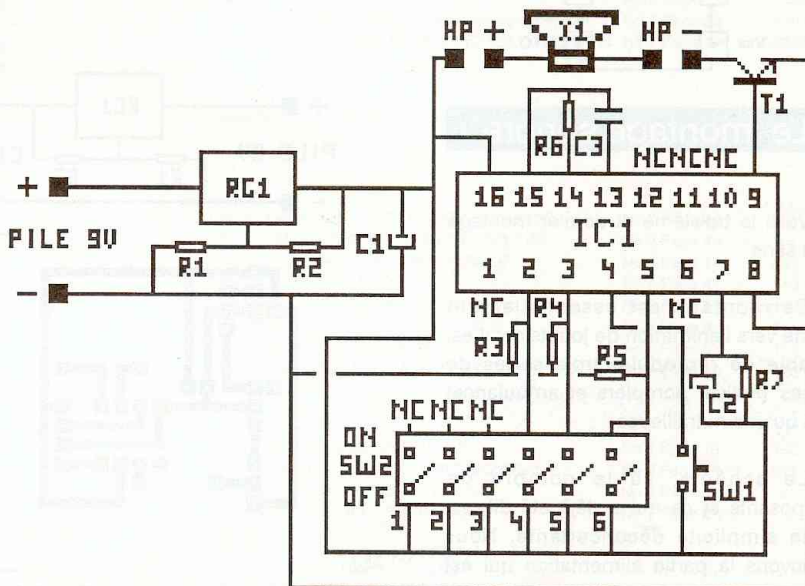 HP + X1 HP -
T1
R6 C3 NC NC NC
+ RG1
16 15 14 13 12 11 10 9
PILE 9V
IC1
C1
R1 R2
1 2 3 4 5 6 7 8
-
NC R4 NC
R3
R5 R7
C2
NC NC NC
ON
SW2
OFF
SW1
1 2 3 4 5 6